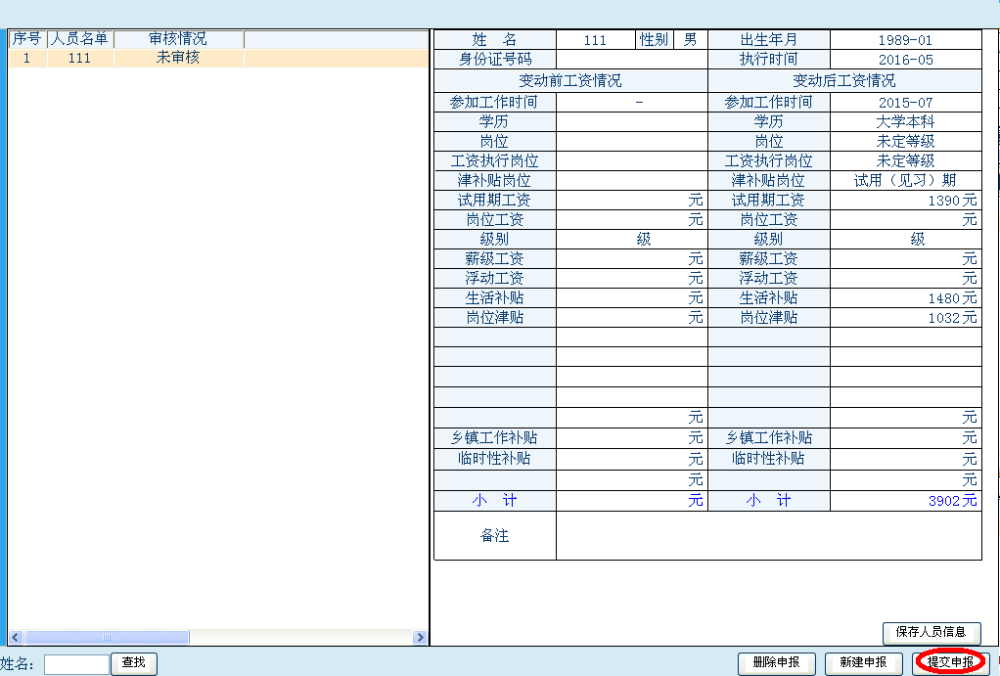 序号 人员名单 审核情况
1 111 未审核
姓 名 111 性别 男 出生年月 1989-01
身份证号码 执行时间 2016-05
变动前工资情况 变动后工资情况
参加工作时间 - 参加工作时间 2015-07
学历 学历 大学本科
岗位 岗位 未定等级
工资执行岗位 工资执行岗位 未定等级
津补贴岗位 津补贴岗位 试用（见习）期
试用期工资 元 试用期工资 1390元
岗位工资 元 岗位工资 元
级别 级 级别 级
薪级工资 元 薪级工资 元
浮动工资 元 浮动工资 元
生活补贴 元 生活补贴 1480元
岗位津贴 元 岗位津贴 1032元
元 元
乡镇工作补贴 元 乡镇工作补贴 元
临时性补贴 元 临时性补贴 元
元 元
小 计 元 小 计 3902元
备注
保存人员信息
姓名： 查找 删除申报 新建申报 提交申报